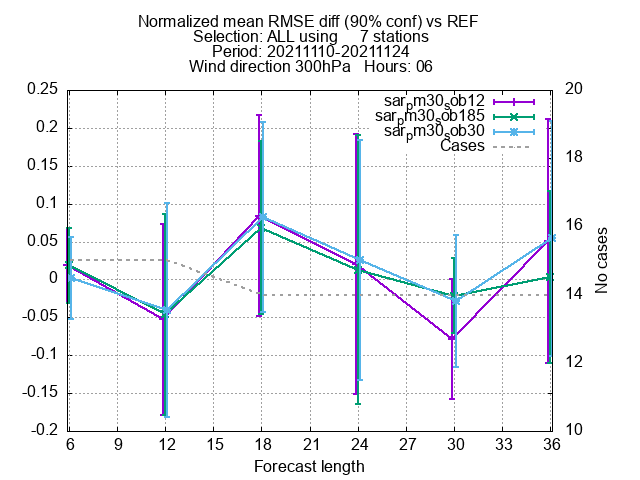 Normalized mean RMSE diff (90% conf) vs REF
Selection: ALL using 7 stations
Period: 20211110-20211124
Wind direction 300hPa Hours: 06
0.25
0.2
0.15
0.1
0.05
0
-0.05
-0.1
-0.15
-0.2
20
18
16
14
12
10
No cases
sar_pm30_sob12
sar_pm30_sob185
sar_pm30_sob30
Cases
6 9 12 15 18 21 24 27 30 33 36
Forecast length